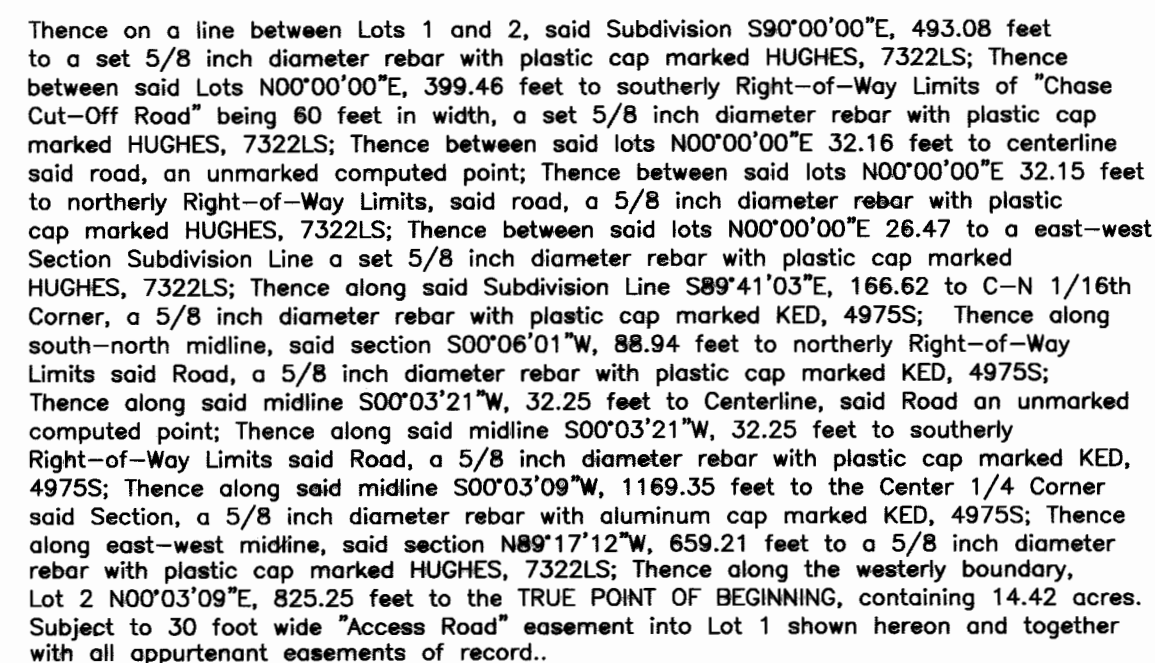 Thence on a line between Lots 1 and 2, said Subdivision S90°00'00"E, 493.08 feet
to a set 5/8 inch diameter rebar with plastic cap marked HUGHES, 7322LS; Thence
between said Lots N00°00'00"E, 399.46 feet to southerly Right-of-Way Limits of "Chase
Cut-Off Road" being 60 feet in width, a set 5/8 inch diameter rebar with plastic cap
marked HUGHES, 7322LS; Thence between said lots N00°00'00"E 32.16 feet to centerline
said road, an unmarked computed point; Thence between said lots N00°00'00"E 32.15 feet
to northerly Right-of-Way Limits, said road, a 5/8 inch diameter rebar with plastic
cap marked HUGHES, 7322LS; Thence between said lots N00°00'00"E 26.47 to a east-west
Section Subdivision Line a set 5/8 inch diameter rebar with plastic cap marked
HUGHES, 7322LS; Thence along said Subdivision Line S89°41'03"E, 166.62 to C-N 1/16th
Corner, a 5/8 inch diameter rebar with plastic cap marked KED, 4975S; Thence along
south-north midline, said section S00°06'01"W, 88.94 feet to northerly Right-of-Way
Limits said Road, a 5/8 inch diameter rebar with plastic cap marked KED, 4975S;
Thence along said midline S00°03'21"W, 32.25 feet to Centerline, said Road an unmarked
computed point; Thence along said midline S00°03'21"W, 32.25 feet to southerly
Right-of-Way Limits said Road, a 5/8 inch diameter rebar with plastic cap marked KED,
4975S; Thence along said midline S00°03'09"W, 1169.35 feet to the Center 1/4 Corner
said Section, a 5/8 inch diameter rebar with aluminum cap marked KED, 4975S; Thence
along east-west midline, said section N89°17'12"W, 659.21 feet to a 5/8 inch diameter
rebar with plastic cap marked HUGHES, 7322LS; Thence along the westerly boundary,
Lot 2 N00°03'09"E, 825.25 feet to the TRUE POINT OF BEGINNING, containing 14.42 acres.
Subject to 30 foot wide "Access Road" easement into Lot 1 shown hereon and together
with all appurtenant easements of record..